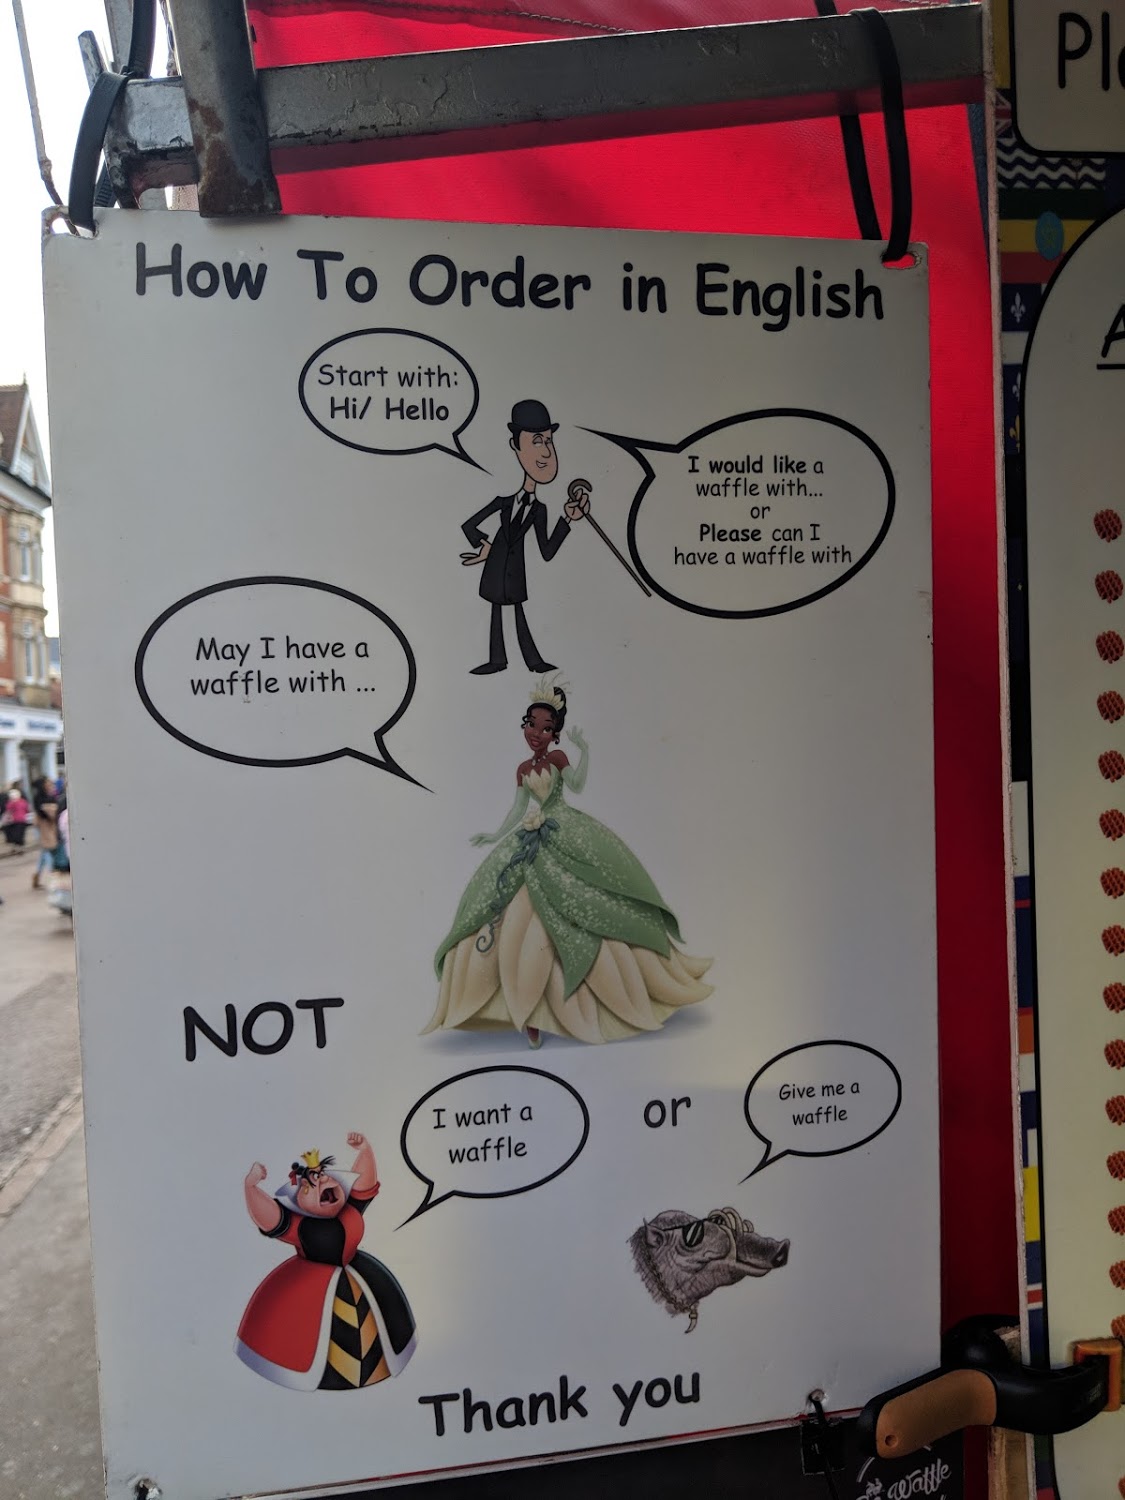 How To Order in English
Start with:
Hi/ Hello
I would like a
waffle with...
or
Please can I
have a waffle with
May I have a
waffle with ...
NOT
I want a
waffle
or
Give me a
waffle
Thank you
waffle